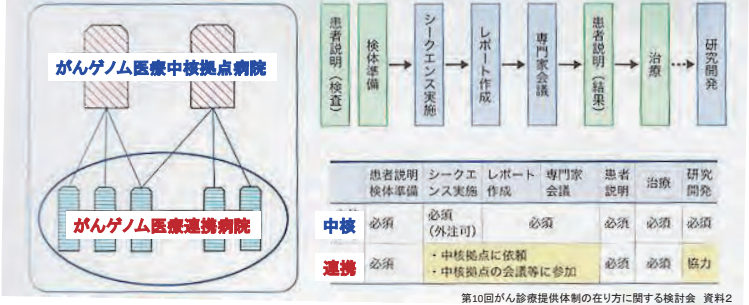 がんゲノム医療中核拠点病院
がんゲノム医療連携病院
患者説明(検査)
検体準備
シークエンス実施
レポート作成
専門家会議
患者説明(結果)
治療
研究開発
患者説明 シークエ レポート 専門家 患者 治療 研究
検体準備 ンス実施 作成 会議 説明 開発
中核 必須 必須 必須 必須 必須 必須
(外注可)
連携 必須 ・中核拠点に依頼 必須 必須 協力
・中核拠点の会議等に参加
第10回がん診療提供体制の在り方に関する検討会 資料2